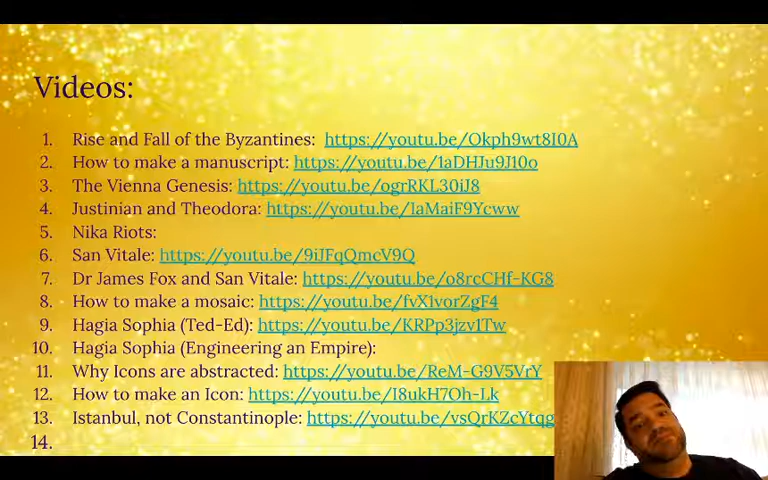 Videos:
1. Rise and Fall of the Byzantines: https://youtu.be/Okph9wt8I0A
2. How to make a manuscript: https://youtu.be/1aDHJu9J10o
3. The Vienna Genesis: https://youtu.be/ogrRKL30iJ8
4. Justinian and Theodora: https://youtu.be/1aMaiF9Ycww
5. Nika Riots:
6. San Vitale: https://youtu.be/9iJFqQmcV9Q
7. Dr James Fox and San Vitale: https://youtu.be/o8rcCHf-KG8
8. How to make a mosaic: https://youtu.be/fvX1vorZgF4
9. Hagia Sophia (Ted-Ed): https://youtu.be/KRPp3jzv1Tw
10. Hagia Sophia (Engineering an Empire):
11. Why Icons are abstracted: https://youtu.be/ReM-G9V5VrY
12. How to make an Icon: https://youtu.be/I8ukH7Oh-Lk
13. Istanbul, not Constantinople: https://youtu.be/vsQrKZcYtqg
14.